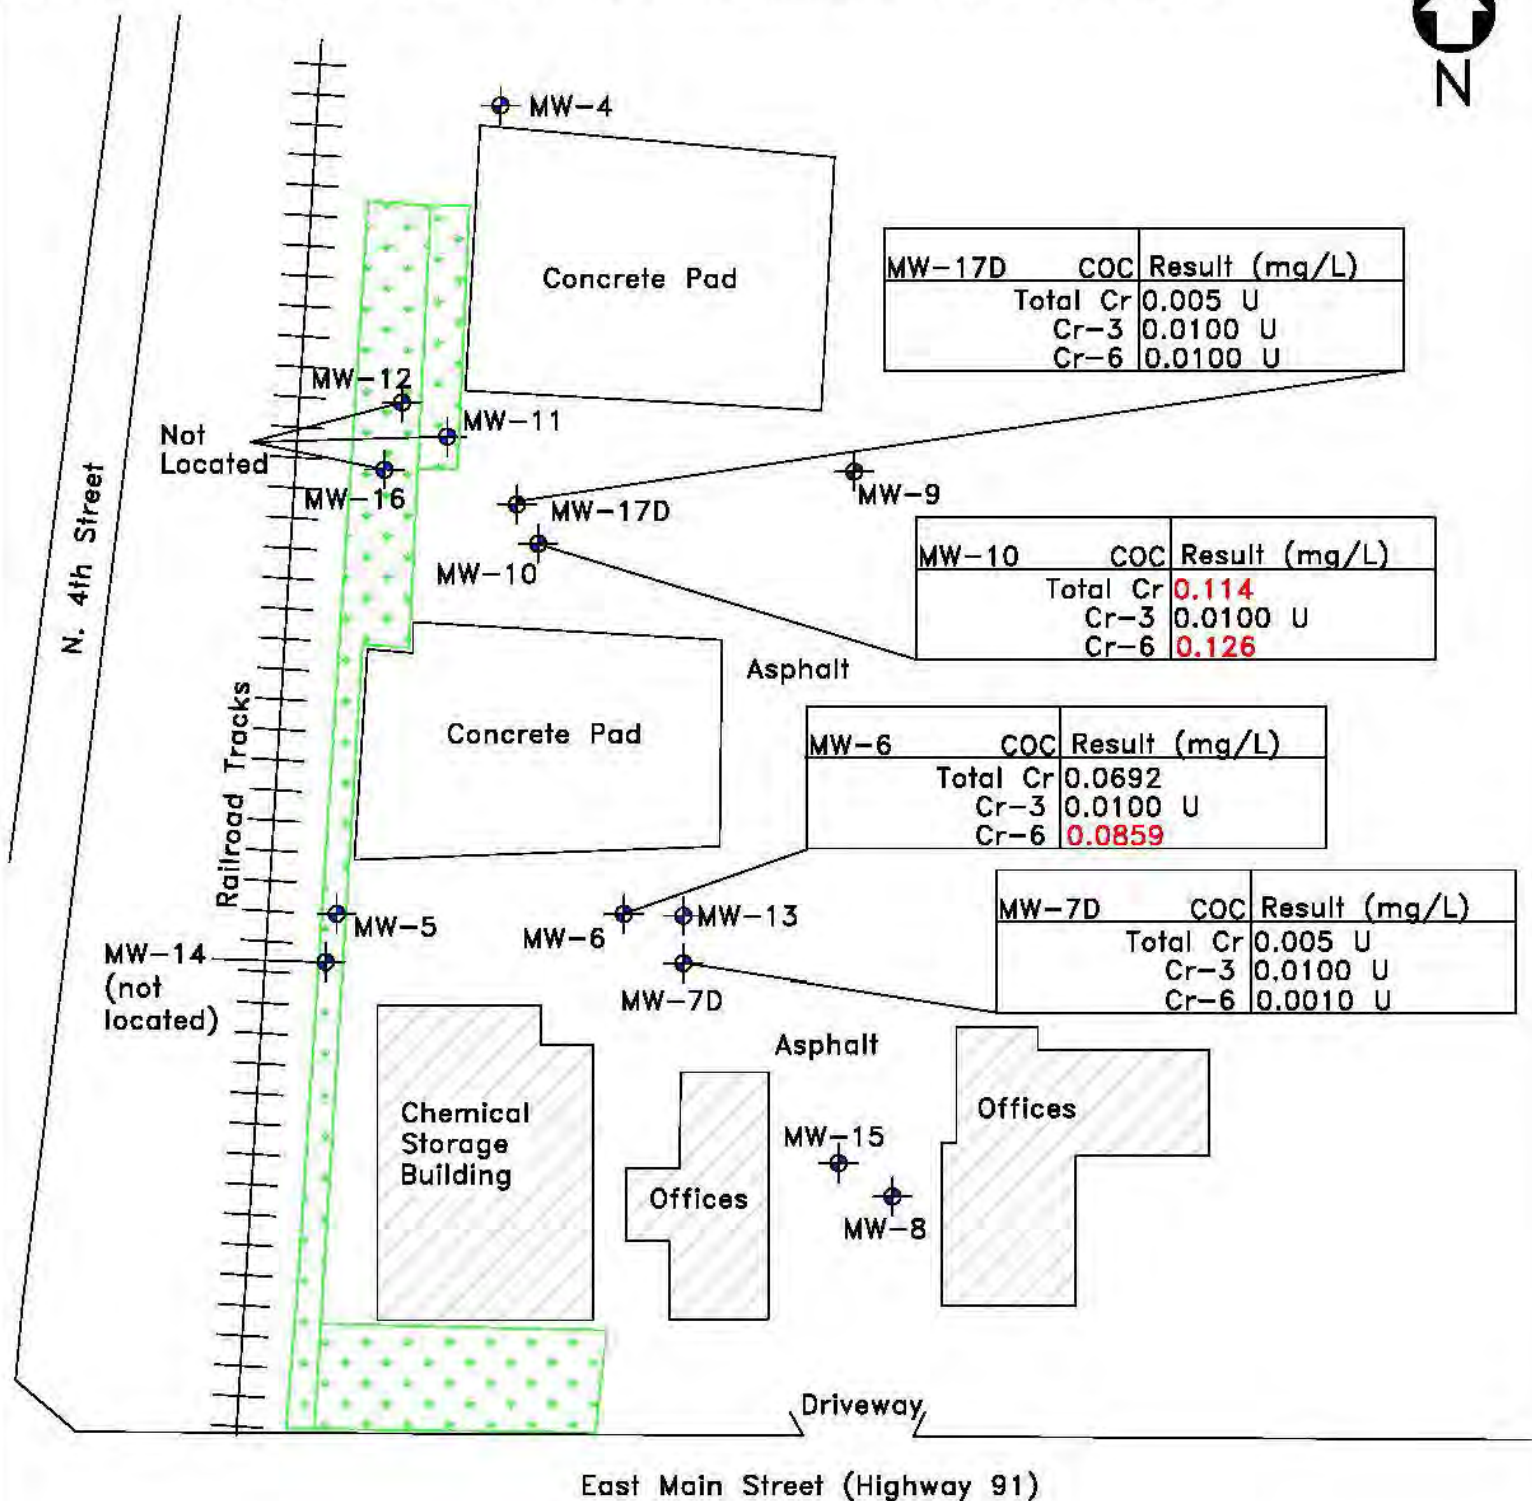 N
MW-4
Concrete Pad
MW-17D COC Result (mg/L)
Total Cr 0.005 U
Cr-3 0.0100 U
Cr-6 0.0100 U
MW-12
MW-11
Not
Located
MW-16
MW-17D
MW-9
MW-10
MW-10 COC Result (mg/L)
Total Cr 0.114
Cr-3 0.0100 U
Cr-6 0.126
N. 4th Street
Asphalt
Railroad Tracks
Concrete Pad
MW-6 COC Result (mg/L)
Total Cr 0.0692
Cr-3 0.0100 U
Cr-6 0.0859
MW-5
MW-6
MW-13
MW-7D COC Result (mg/L)
Total Cr 0.005 U
Cr-3 0.0100 U
Cr-6 0.0010 U
MW-14
(not
located)
MW-7D
Asphalt
Chemical
Storage
Building
Offices
MW-15
Offices
MW-8
Driveway
East Main Street (Highway 91)